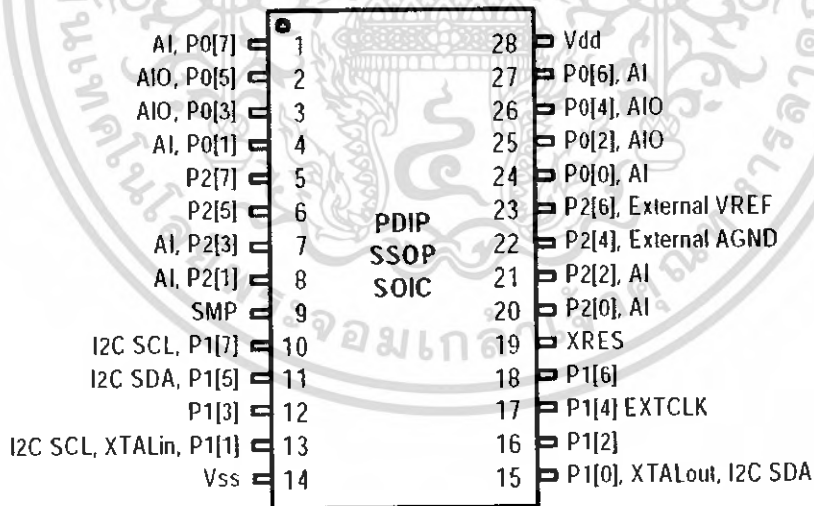 AI, P0[7] 1 28 Vdd
AIO, P0[5] 2 27 P0[6], AI
AIO, P0[3] 3 26 P0[4], AIO
AI, P0[1] 4 25 P0[2], AIO
P2[7] 5 24 P0[0], AI
P2[5] 6 23 P2[6], External VREF
AI, P2[3] 7 22 P2[4], External AGND
AI, P2[1] 8 21 P2[2], AI
SMP 9 20 P2[0], AI
I2C SCL, P1[7] 10 19 XRES
I2C SDA, P1[5] 11 18 P1[6]
P1[3] 12 17 P1[4] EXTCLK
I2C SCL, XTALin, P1[1] 13 16 P1[2]
Vss 14 15 P1[0], XTALout, I2C SDA
PDIP
SSOP
SOIC